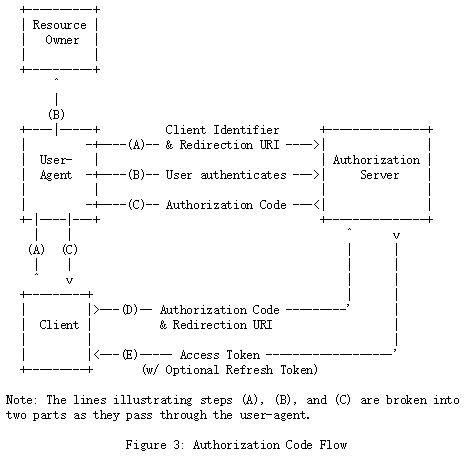 Resource
Owner
(B)
User-
Agent
Client Identifier
(A) & Redirection URI
(B) User authenticates
(C) Authorization Code
Authorization
Server
(A) (C)
Client
(D) Authorization Code
& Redirection URI
(E) Access Token
(w/ Optional Refresh Token)
Note: The lines illustrating steps (A), (B), and (C) are broken into
two parts as they pass through the user-agent.
Figure 3: Authorization Code Flow